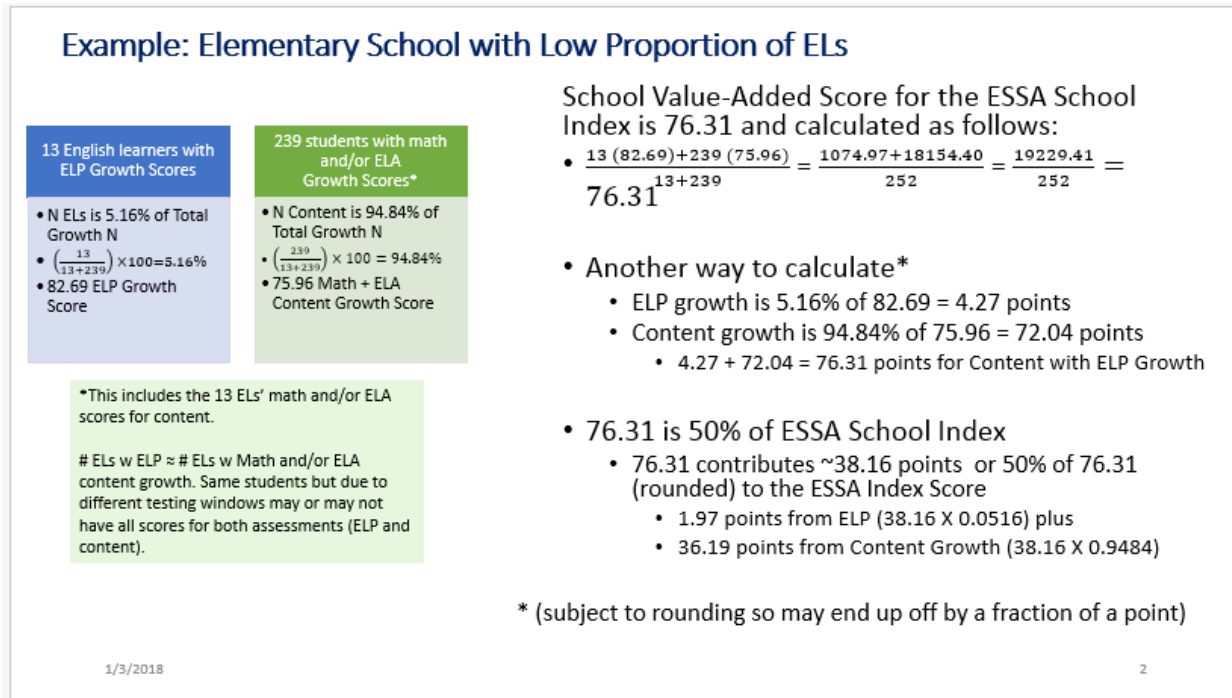 Example: Elementary School with Low Proportion of ELs
13 English learners with
ELP Growth Scores
• N ELs is 5.16% of Total
Growth N
• (13/(13+239)) ×100=5.16%
• 82.69 ELP Growth
Score
239 students with math
and/or ELA
Growth Scores*
• N Content is 94.84% of
Total Growth N
• (239/(13+239)) × 100 = 94.84%
• 75.96 Math + ELA
Content Growth Score
*This includes the 13 ELs’ math and/or ELA
scores for content.
# ELs w ELP ≈ # ELs w Math and/or ELA
content growth. Same students but due to
different testing windows may or may not
have all scores for both assessments (ELP and
content).
School Value-Added Score for the ESSA School
Index is 76.31 and calculated as follows:
• (13 (82.69)+239 (75.96))/(13+239) = (1074.97+18154.40)/252 = 19229.41/252 =
76.31
• Another way to calculate*
• ELP growth is 5.16% of 82.69 = 4.27 points
• Content growth is 94.84% of 75.96 = 72.04 points
• 4.27 + 72.04 = 76.31 points for Content with ELP Growth
• 76.31 is 50% of ESSA School Index
• 76.31 contributes ~38.16 points or 50% of 76.31
(rounded) to the ESSA Index Score
• 1.97 points from ELP (38.16 X 0.0516) plus
• 36.19 points from Content Growth (38.16 X 0.9484)
* (subject to rounding so may end up off by a fraction of a point)
1/3/2018
2